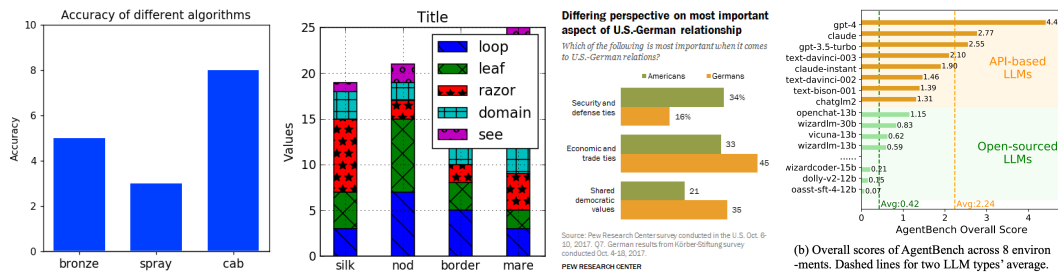 Accuracy of different algorithms
Accuracy
10
8
6
4
2
0
bronze
spray
cab
Title
Values
25
20
15
10
5
0
loop
leaf
razor
domain
see
silk
nod
border
mare
Differing perspective on most important
aspect of U.S.-German relationship
Which of the following is most important when it comes
to U.S.-German relations?
Americans
Germans
Security and
defense ties
34%
16%
Economic and
trade ties
33
45
Shared
democratic
values
21
35
Source: Pew Research Center survey conducted in the U.S. Oct. 6-
10, 2017. Q7. German results from Körber-Stiftung survey
conducted Oct. 4-18, 2017.
PEW RESEARCH CENTER
gpt-4
claude
gpt-3.5-turbo
text-davinci-003
claude-instant
text-davinci-002
text-bison-001
chatglm2
openchat-13b
wizardlm-30b
vicuna-13b
wizardlm-13b
......
wizardcoder-15b
dolly-v2-12b
oasst-sft-4-12b
2.77
2.55
2.10
1.90
1.46
1.39
1.31
1.15
0.83
0.62
0.59
0.21
0.15
0.07
API-based
LLMs
Open-sourced
LLMs
Avg:0.42
Avg:2.24
0
1
2
3
4
AgentBench Overall Score
(b) Overall scores of AgentBench across 8 environ
-ments. Dashed lines for two LLM types' average.